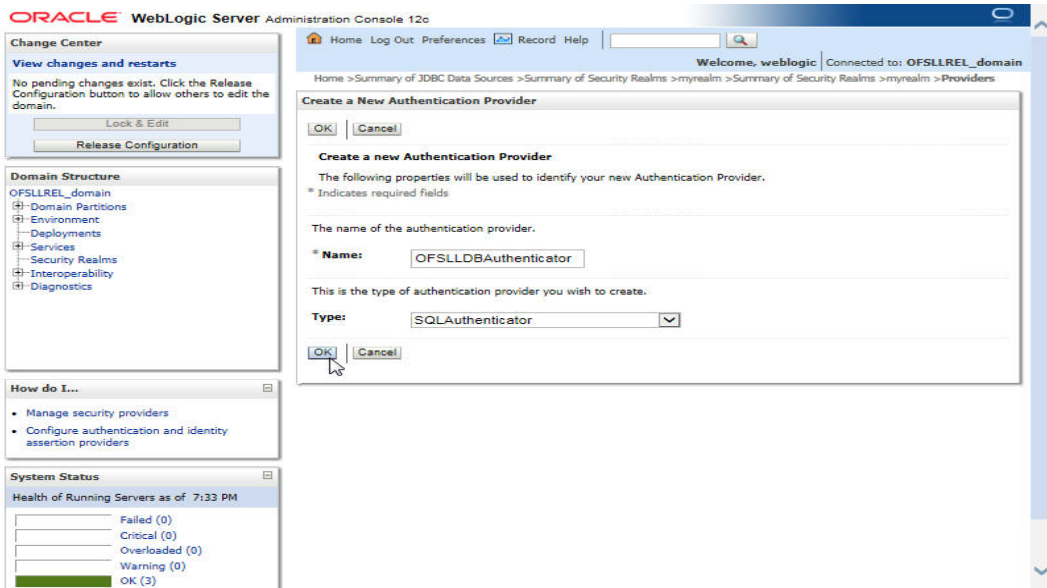 ORACLE WebLogic Server Administration Console 12c
Change Center
View changes and restarts
No pending changes exist. Click the Release
Configuration button to allow others to edit the
domain.
Lock & Edit
Release Configuration
Domain Structure
OFSLLREL_domain
Domain Partitions
Environment
Deployments
Services
Security Realms
Interoperability
Diagnostics
How do I...
Manage security providers
Configure authentication and identity
assertion providers
System Status
Health of Running Servers as of 7:33 PM
Failed (0)
Critical (0)
Overloaded (0)
Warning (0)
OK (3)
Home Log Out Preferences Record Help
Welcome, weblogic Connected to: OFSLLREL_domain
Home >Summary of JDBC Data Sources >Summary of Security Realms >myrealm >Summary of Security Realms >myrealm >Providers
Create a New Authentication Provider
OK Cancel
Create a new Authentication Provider
The following properties will be used to identify your new Authentication Provider.
* Indicates required fields
The name of the authentication provider.
* Name: OFSLLDBAuthenticator
This is the type of authentication provider you wish to create.
Type: SQLAuthenticator
OK Cancel